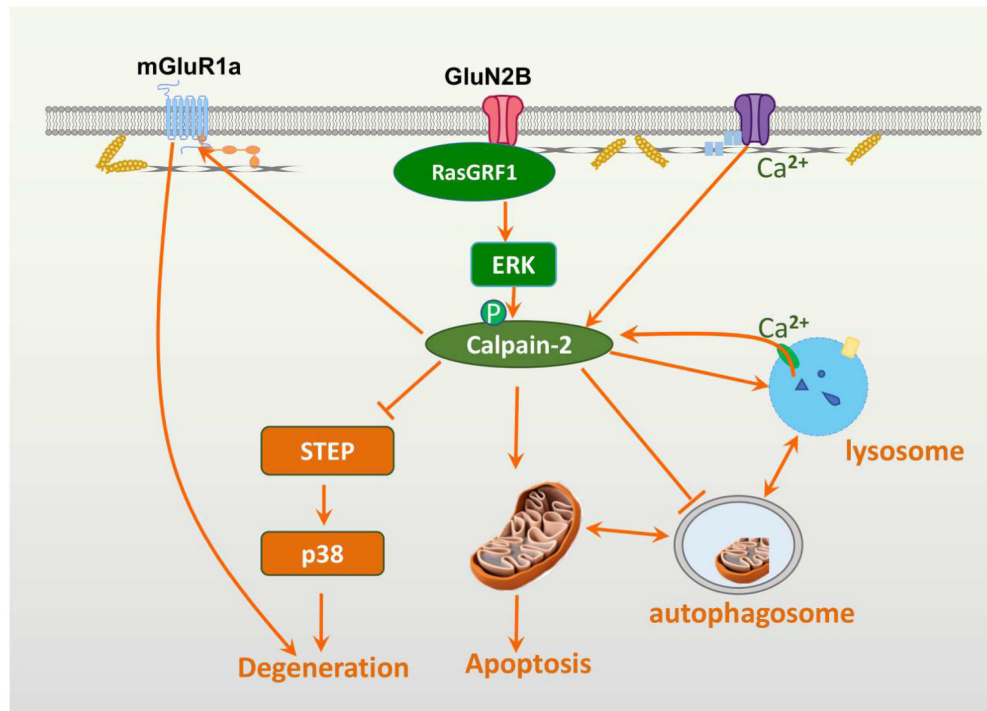 mGluR1a
GluN2B
RasGRF1
Ca²⁺
ERK
P
Calpain-2
Ca²⁺
STEP
lysosome
p38
autophagosome
Degeneration
Apoptosis